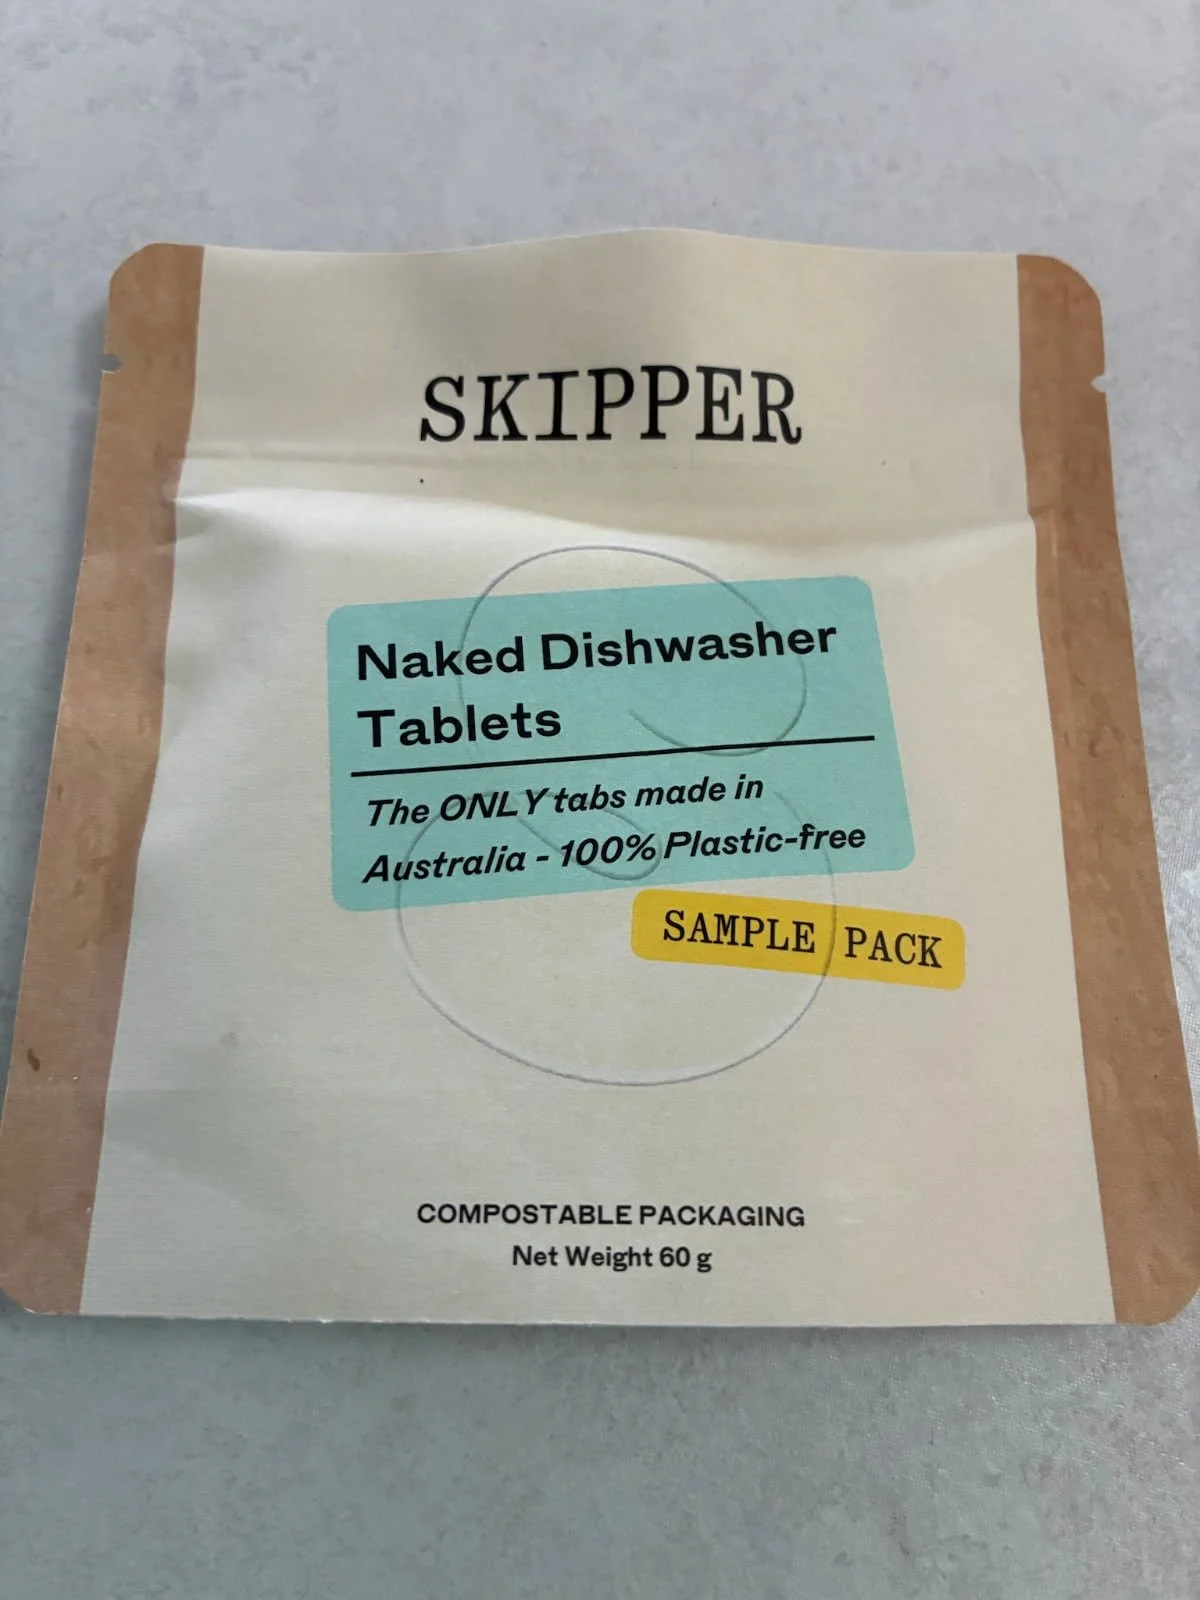 SKIPPER
Naked Dishwasher
Tablets
The ONLY tabs made in
Australia - 100% Plastic-free
SAMPLE PACK
COMPOSTABLE PACKAGING
Net Weight 60 g